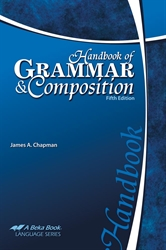 Handbook of
GRAMMAR
& Composition
Fifth Edition
James A. Chapman
Handbook
A Beka Book
LANGUAGE SERIES